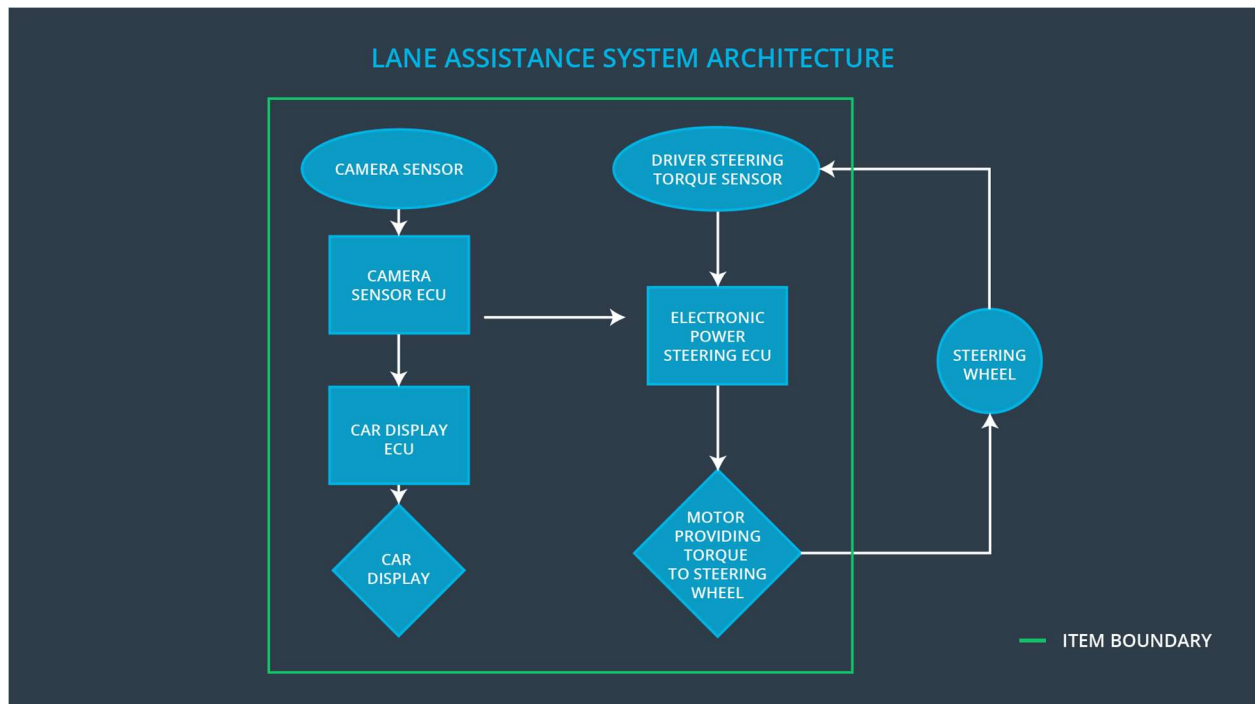 LANE ASSISTANCE SYSTEM ARCHITECTURE
CAMERA SENSOR
DRIVER STEERING
TORQUE SENSOR
CAMERA
SENSOR ECU
ELECTRONIC
POWER
STEERING ECU
STEERING
WHEEL
CAR DISPLAY
ECU
CAR
DISPLAY
MOTOR
PROVIDING
TORQUE
TO STEERING
WHEEL
ITEM BOUNDARY